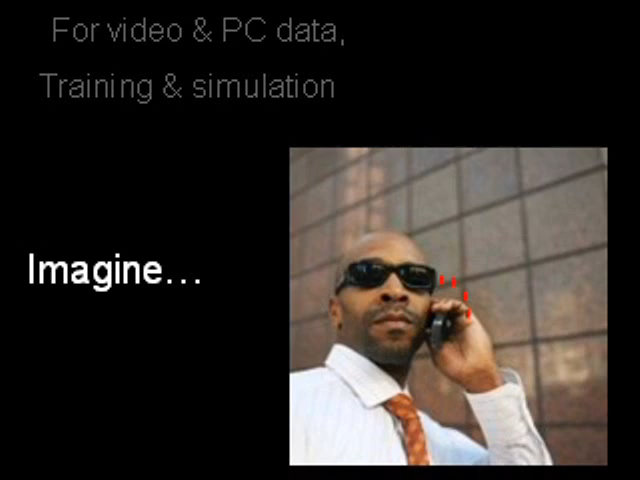 For video & PC data,
Training & simulation
Imagine…